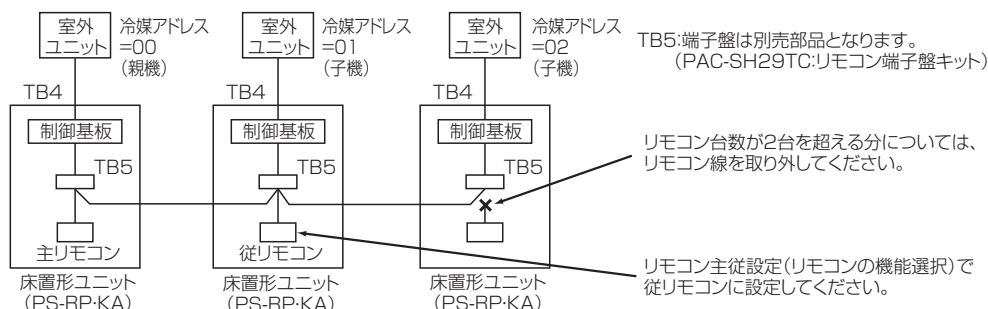 室外
ユニット
冷媒アドレス
=00
(親機)
室外
ユニット
冷媒アドレス
=01
(子機)
室外
ユニット
冷媒アドレス
=02
(子機)
TB5:端子盤は別売部品となります。
(PAC-SH29TC:リモコン端子盤キット)
TB4
TB4
TB4
制御基板
制御基板
制御基板
TB5
TB5
TB5
リモコン台数が2台を超える分については、
リモコン線を取り外してください。
主リモコン
従リモコン
リモコン主従設定(リモコンの機能選択)で
従リモコンに設定してください。
床置形ユニット
(PS-RP·KA)
床置形ユニット
(PS-RP·KA)
床置形ユニット
(PS-RP·KA)